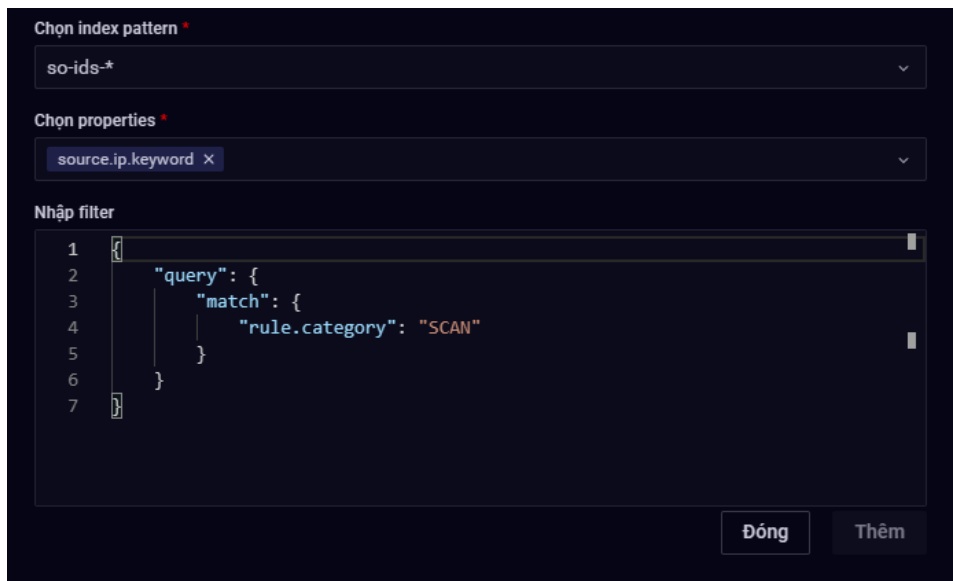 Chọn index pattern *
so-ids-*
Chọn properties *
source.ip.keyword ×
Nhập filter
1 {
2 "query": {
3 "match": {
4 "rule.category": "SCAN"
5 }
6 }
7 }
Đóng Thêm